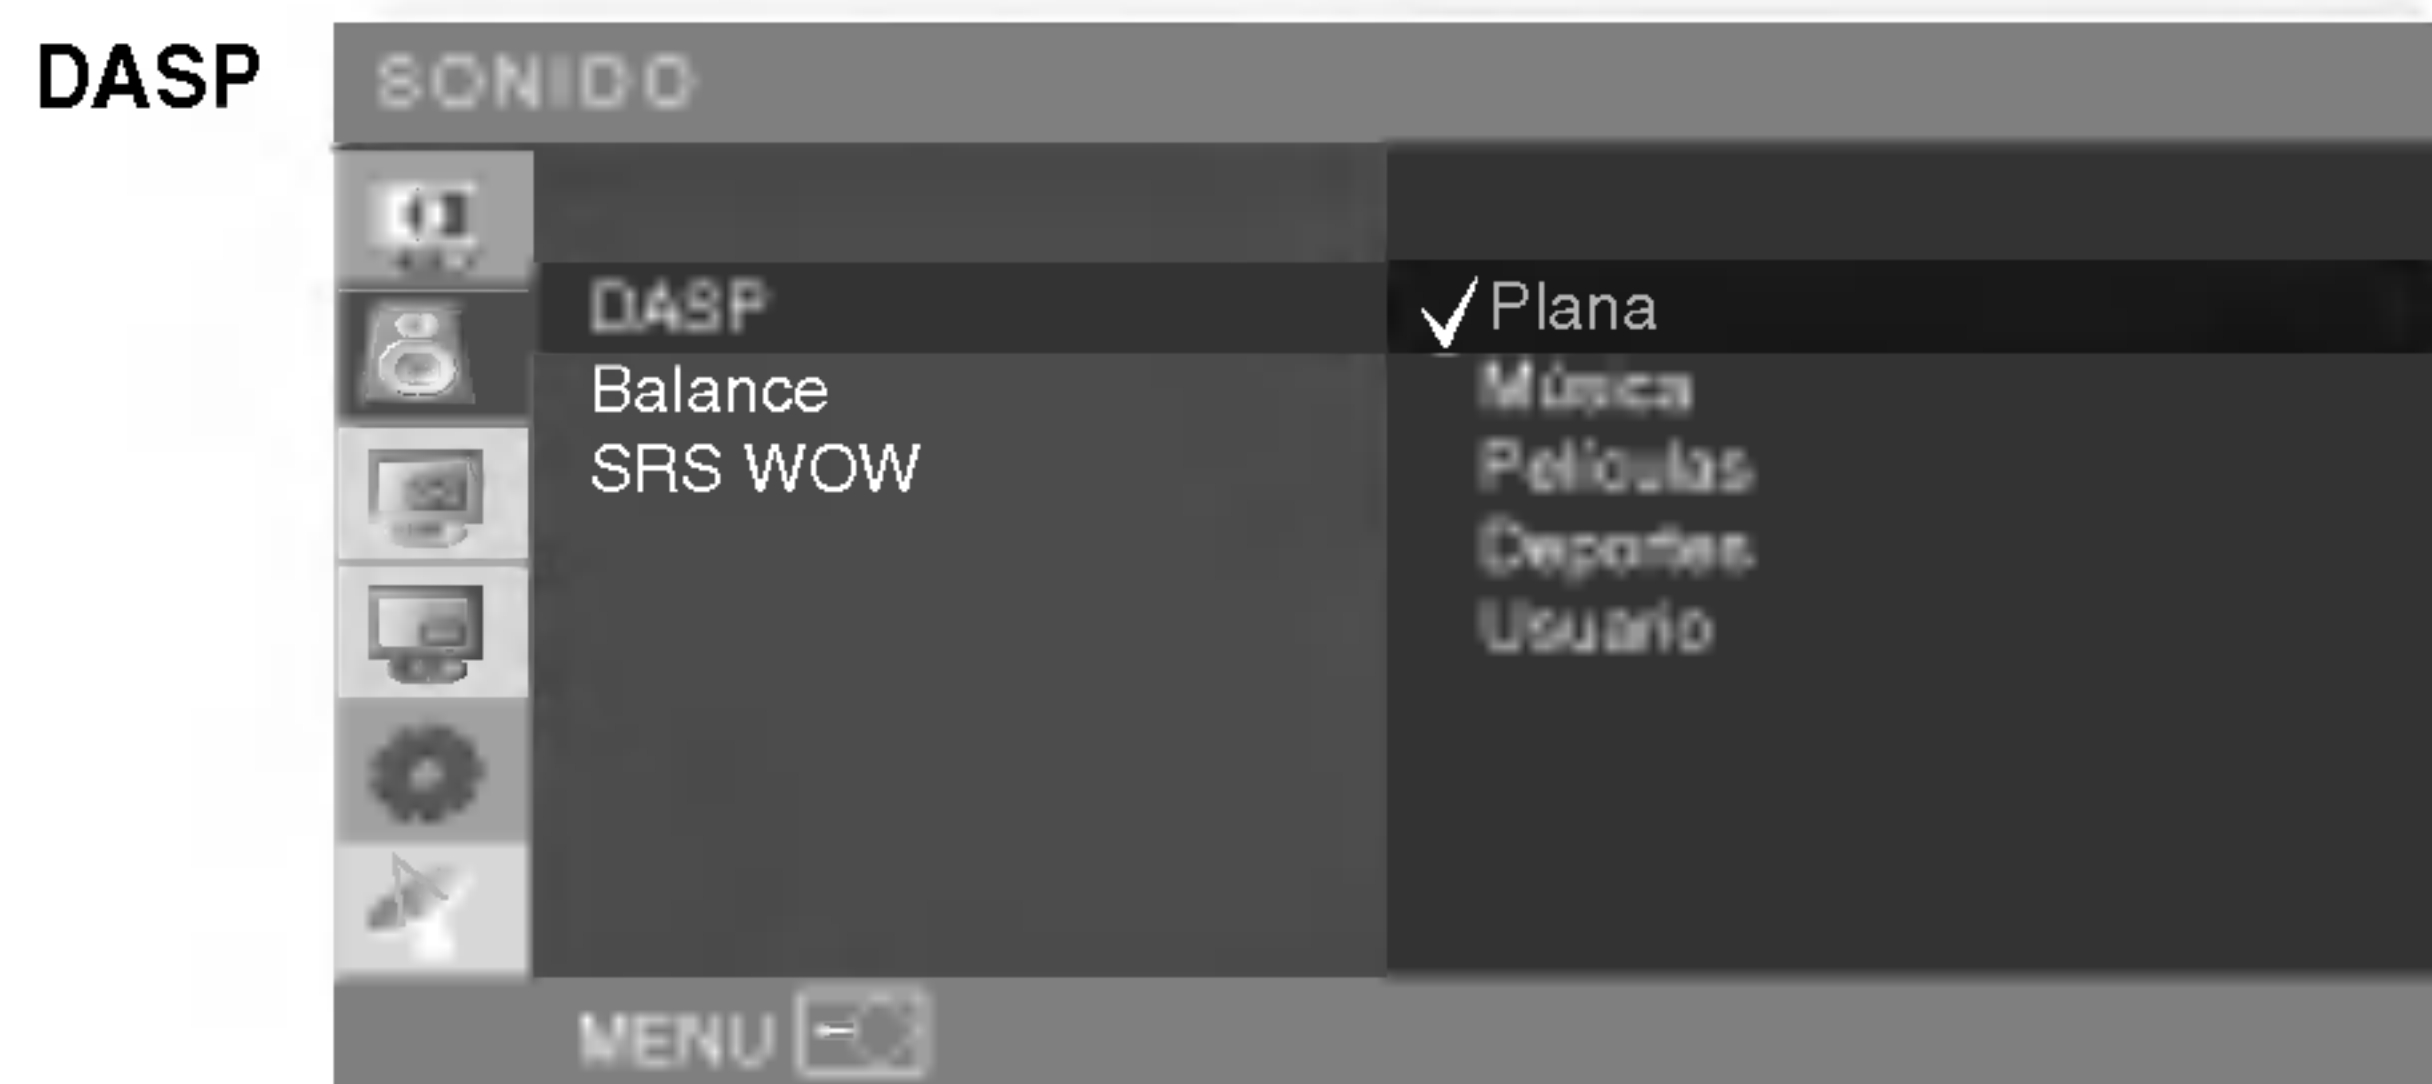 DASP
SONIDO
DASP
Balance
SRS WOW
Plana
Música
Películas
Deportes
Usuario
MENU